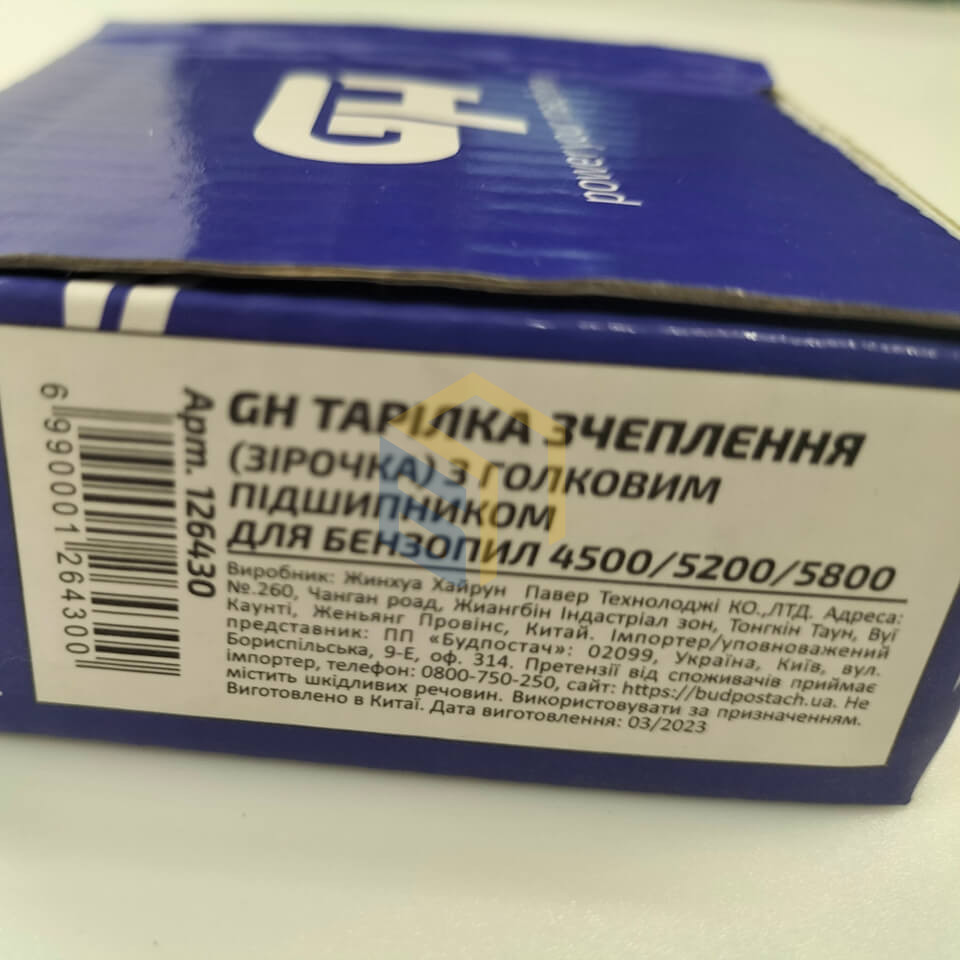 GH
power
GH ТАРІЛКА ЗЧЕПЛЕННЯ
(ЗІРОЧКА) З ГОЛКОВИМ
ПІДШИПНИКОМ
ДЛЯ БЕНЗОПИЛ 4500/5200/5800
Виробник: Жинхуа Хайрун Павер Технолоджі КО.,ЛТД. Адреса:
№.260, Чанган роад, Жиангбін Індастріал зон, Тонгкін Таун, Вуї
Каунті, Женьянг Провінс, Китай. Імпортер/уповноважений
представник: ПП «Будпостач»: 02099, Україна, Київ, вул.
Бориспільська, 9-Е, оф. 314. Претензії від споживачів приймає
імпортер, телефон: 0800-750-250, сайт: https://budpostach.ua. Не
містить шкідливих речовин. Використовувати за призначенням.
Виготовлено в Китаї. Дата виготовлення: 03/2023
Арт. 126430
6 990001 264300